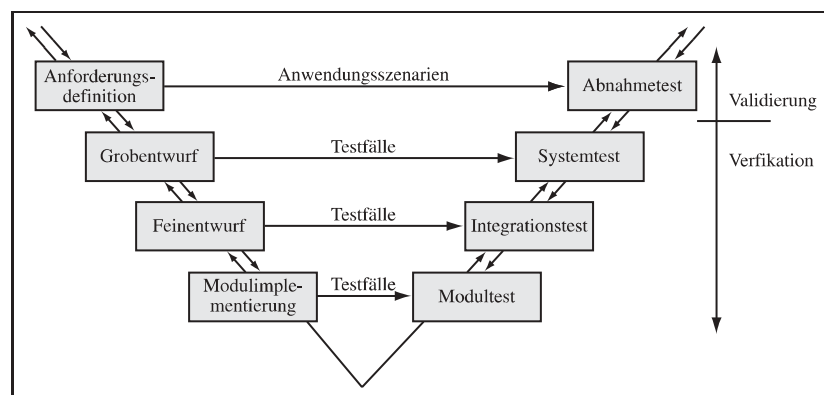 Anforderungs-
definition
Anwendungsszenarien
Abnahmetest
Validierung
Grobentwurf
Testfälle
Systemtest
Verfikation
Feinentwurf
Testfälle
Integrationstest
Modulimple-
mentierung
Testfälle
Modultest